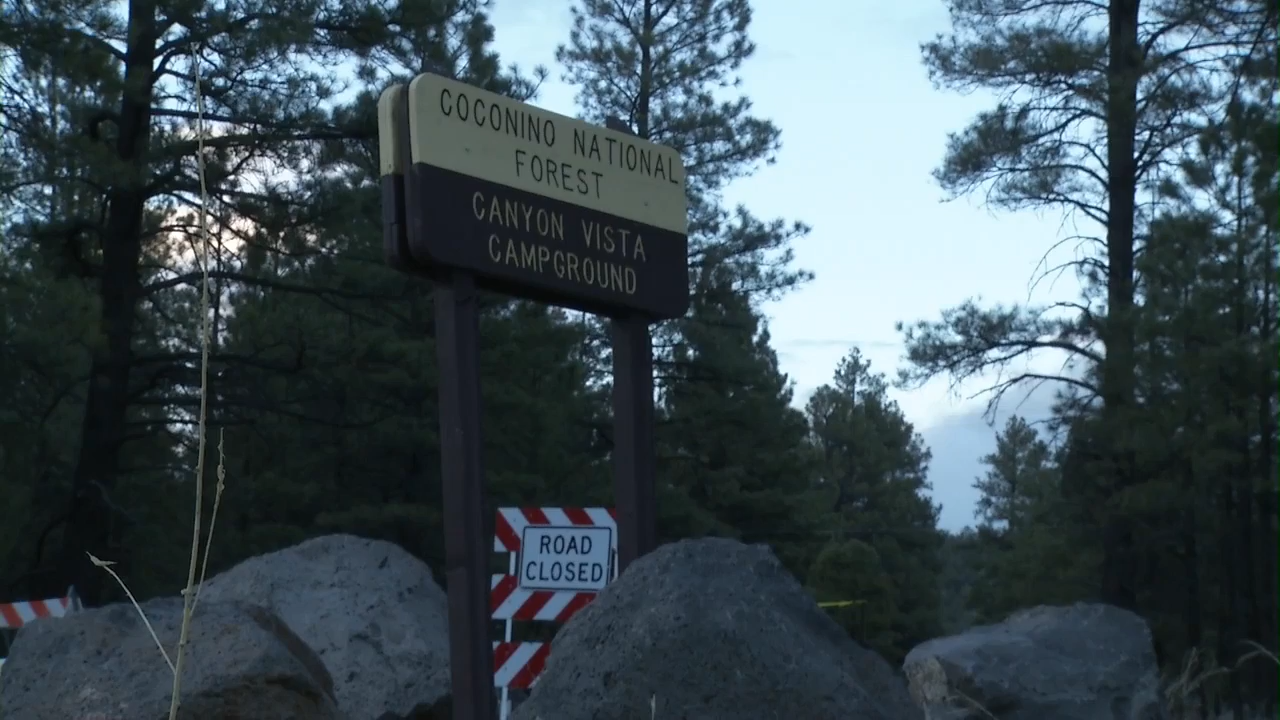 COCONINO NATIONAL
FOREST
CANYON VISTA
CAMPGROUND
ROAD
CLOSED